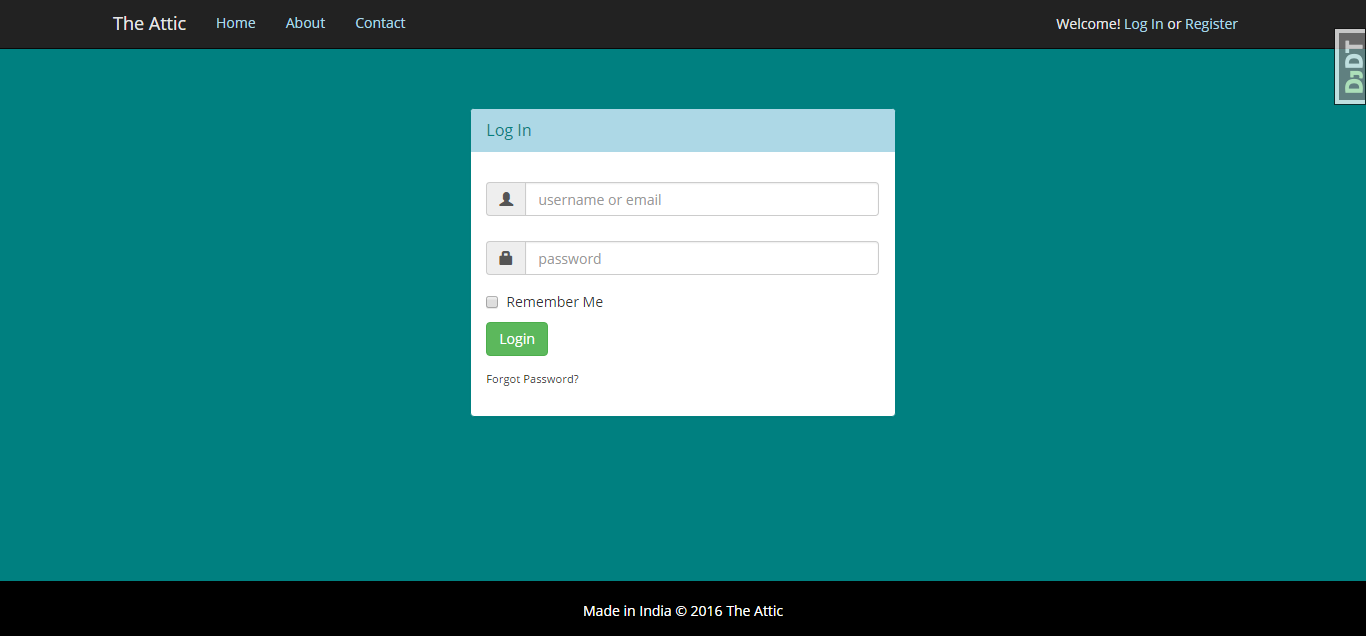 The Attic Home About Contact Welcome! Log In or Register
DJDT
Log In
username or email
password
Remember Me
Login
Forgot Password?
Made in India © 2016 The Attic